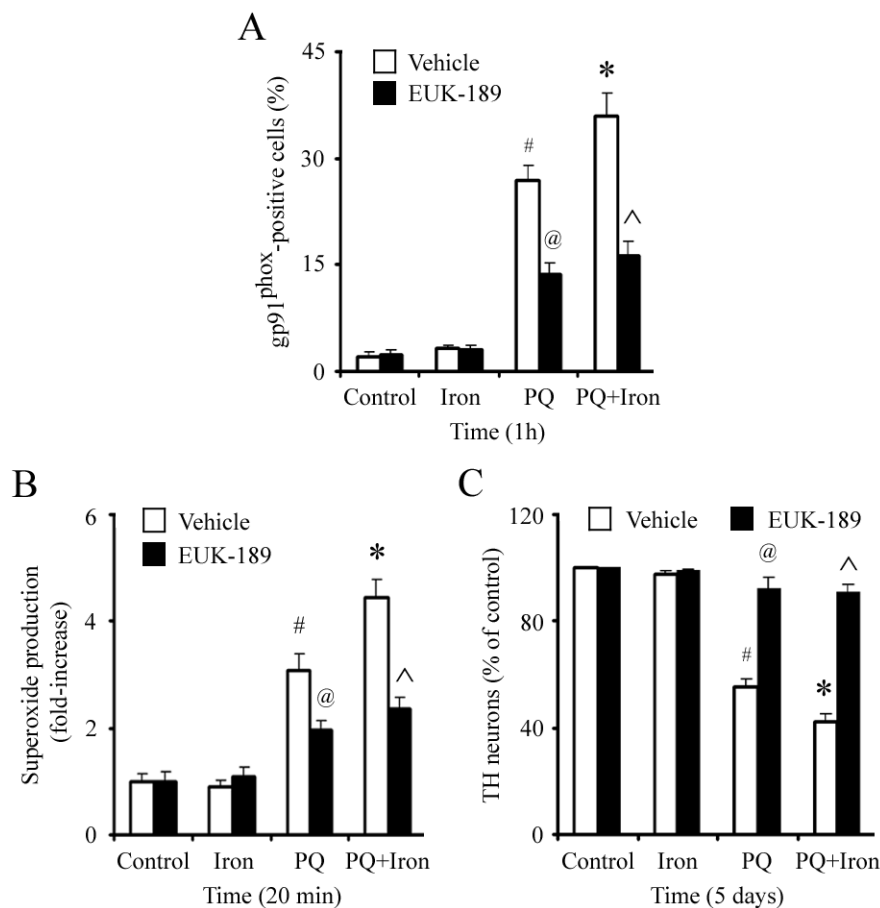 A
gp91phox-positive cells (%)
45
30
15
0
Vehicle
EUK-189
#
@
*
^
Control Iron PQ PQ+Iron
Time (1h)
B
Superoxide production
(fold-increase)
6
4
2
0
Vehicle
EUK-189
#
@
*
^
Control Iron PQ PQ+Iron
Time (20 min)
C
TH neurons (% of control)
120
80
40
0
Vehicle EUK-189
#
@
*
^
Control Iron PQ PQ+Iron
Time (5 days)